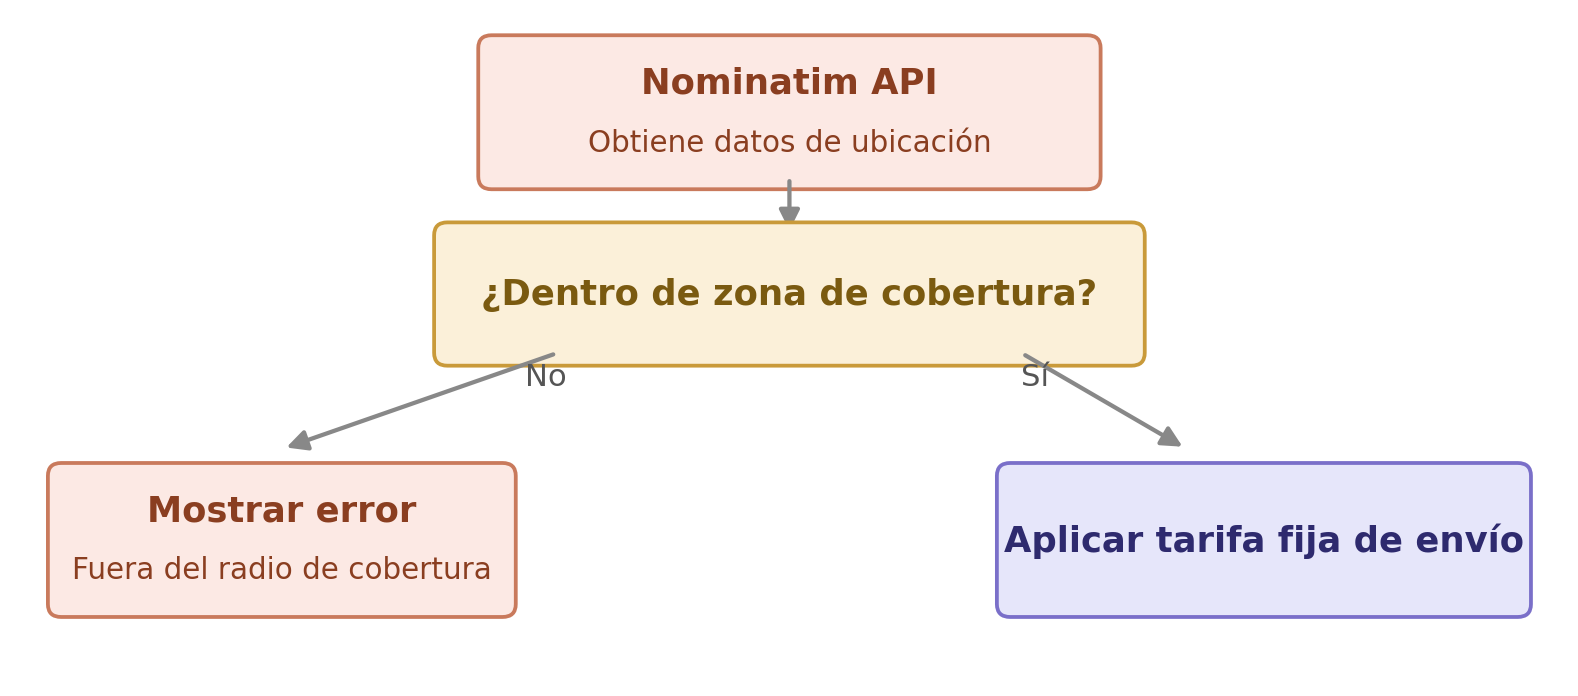 Nominatim API
Obtiene datos de ubicación
¿Dentro de zona de cobertura?
No
Sí
Mostrar error
Fuera del radio de cobertura
Aplicar tarifa fija de envío